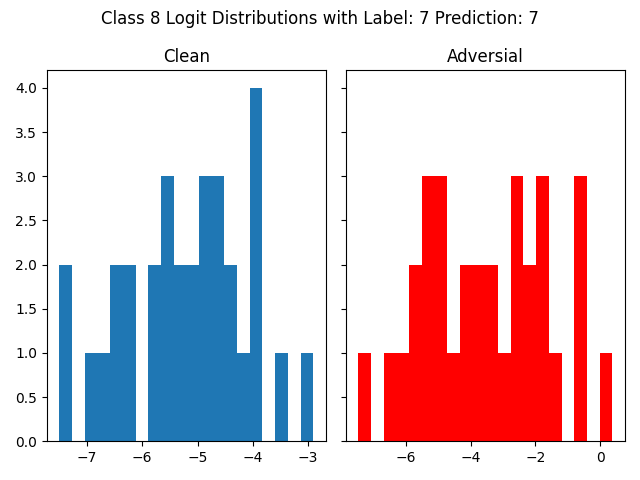 Class 8 Logit Distributions with Label: 7 Prediction: 7
Clean
Adversial
4.0
3.5
3.0
2.5
2.0
1.5
1.0
0.5
0.0
−7 −6 −5 −4 −3
−6 −4 −2 0